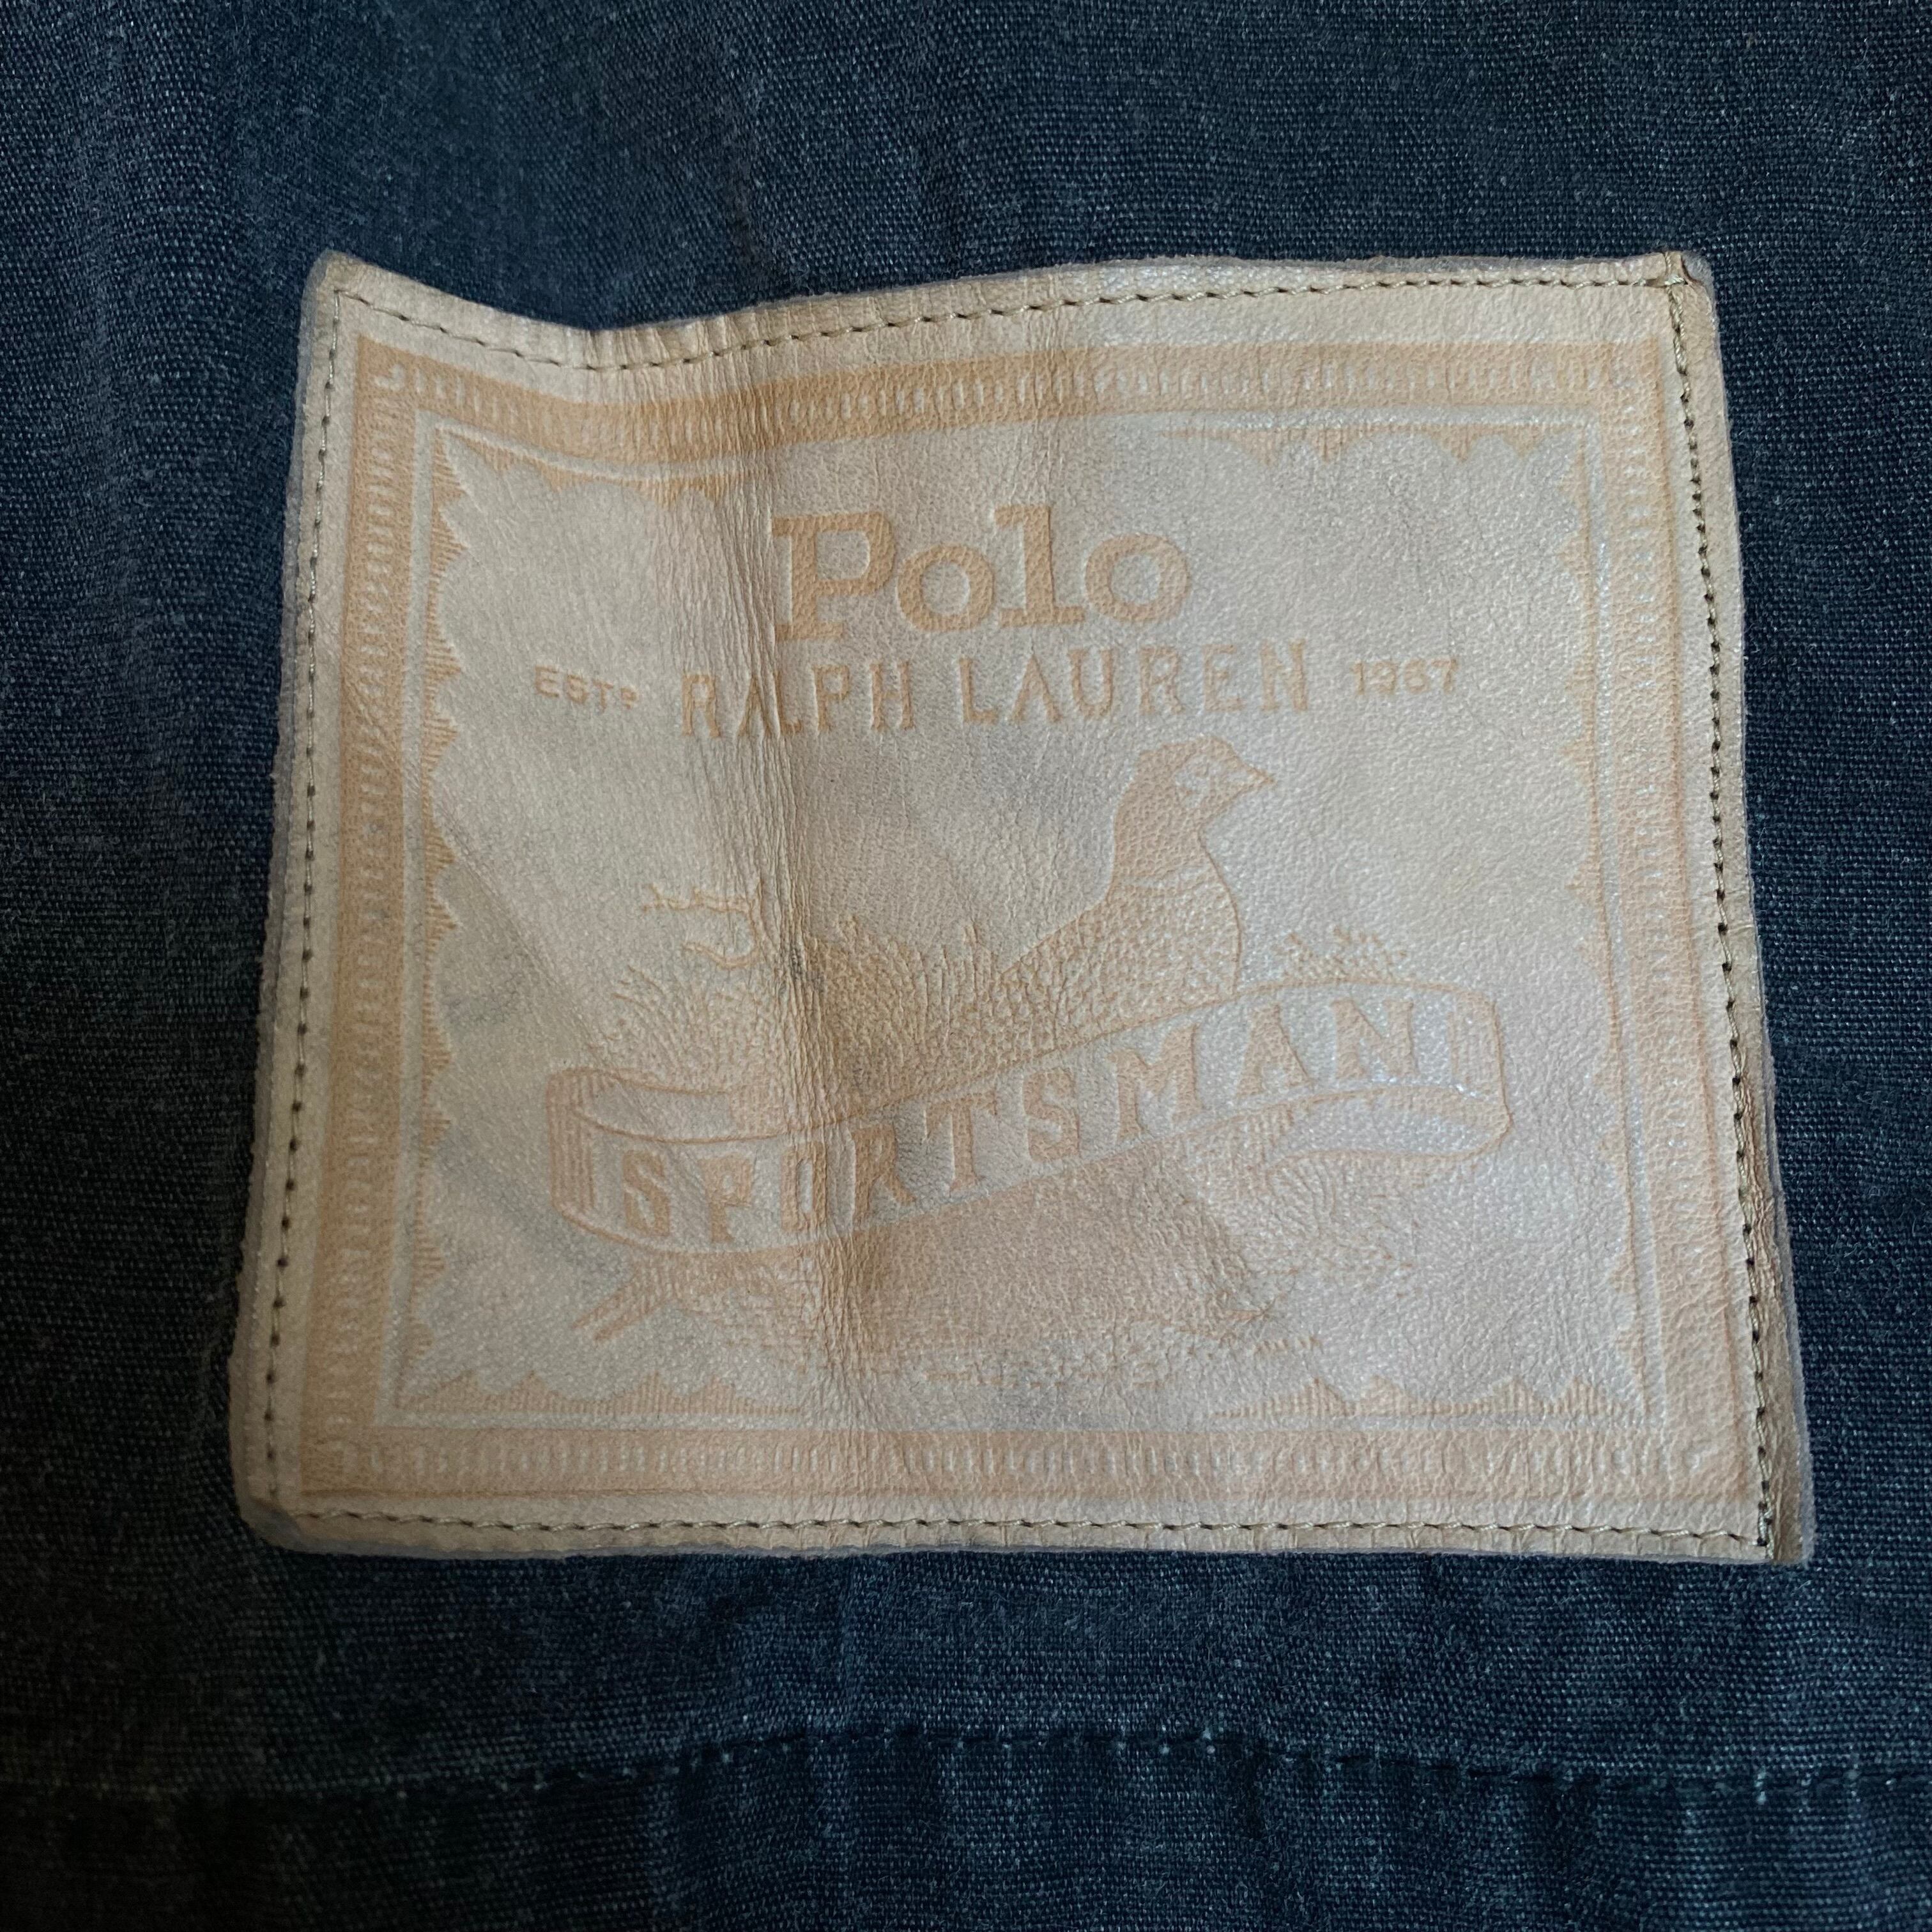 Polo
ESTD RALPH LAUREN 1967
SPORTSMAN